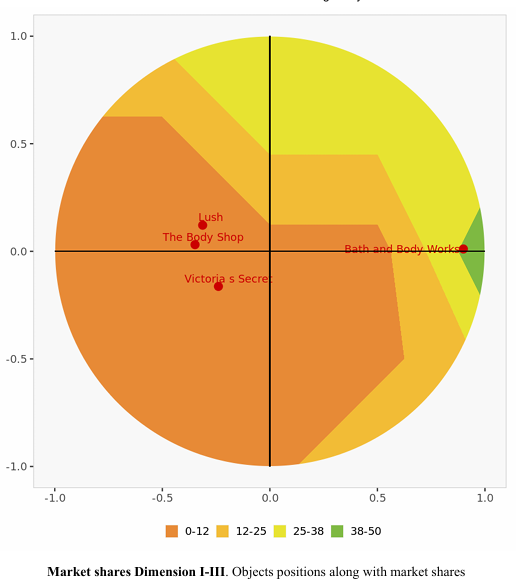 1.0
0.5
0.0
-0.5
-1.0
Lush
The Body Shop
Bath and Body Works
Victoria s Secret
-1.0 -0.5 0.0 0.5 1.0
0-12 12-25 25-38 38-50
Market shares Dimension I-III. Objects positions along with market shares